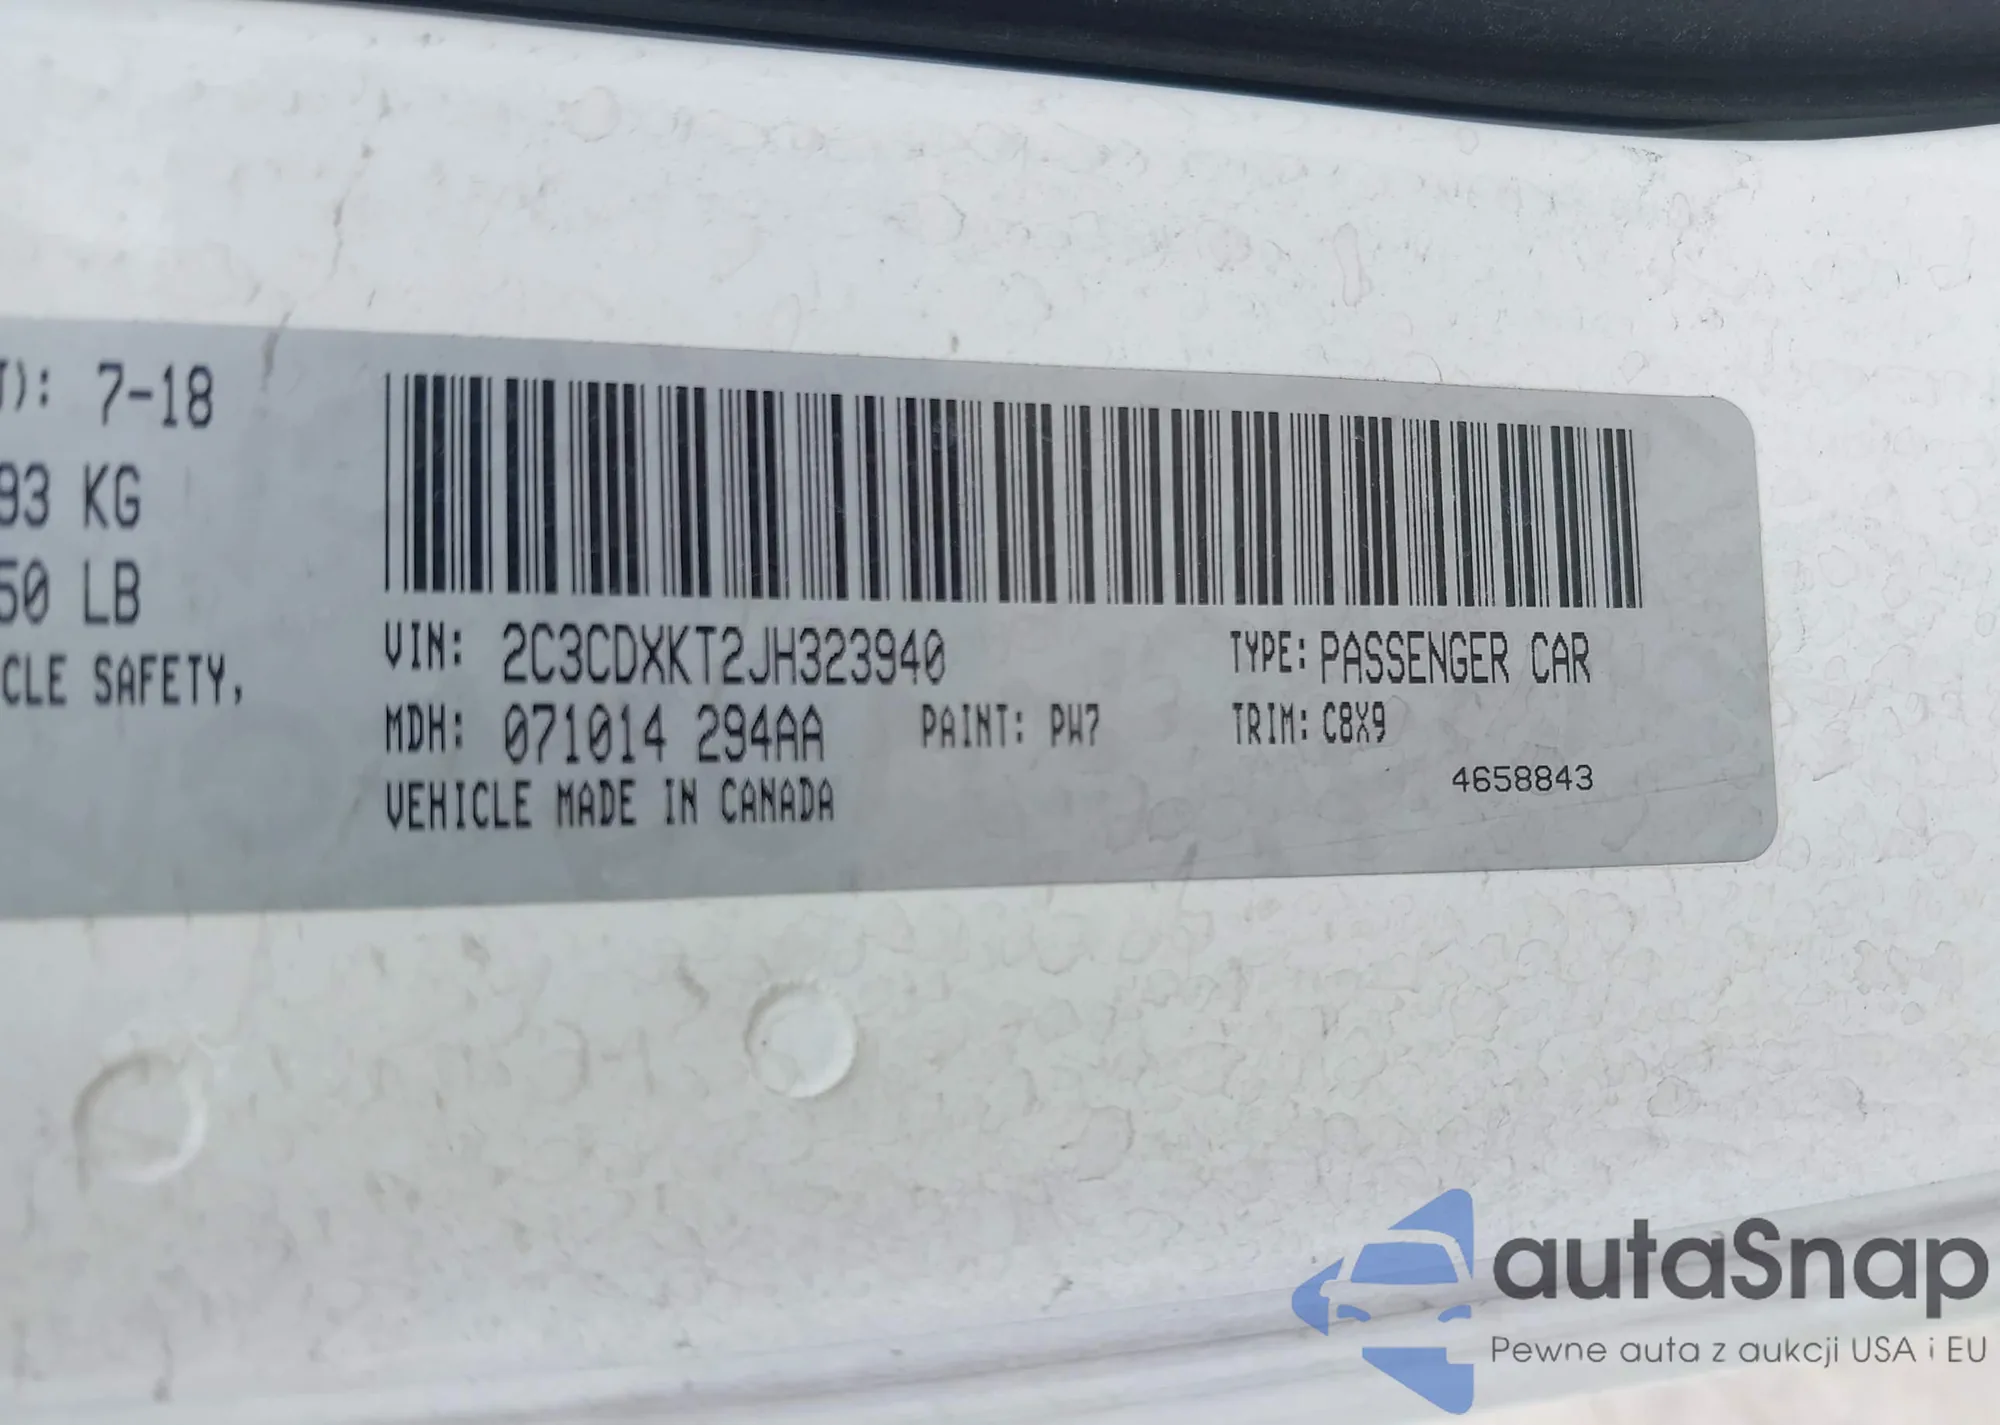 T): 7-18
93 KG
50 LB
CLE SAFETY,
VIN: 2C3CDXKT2JH323940
TYPE: PASSENGER CAR
MDH: 071014 294AA
PAINT: PW7
TRIM: C8X9
VEHICLE MADE IN CANADA
4658843
autaSnap
Pewne auta z aukcji USA i EU